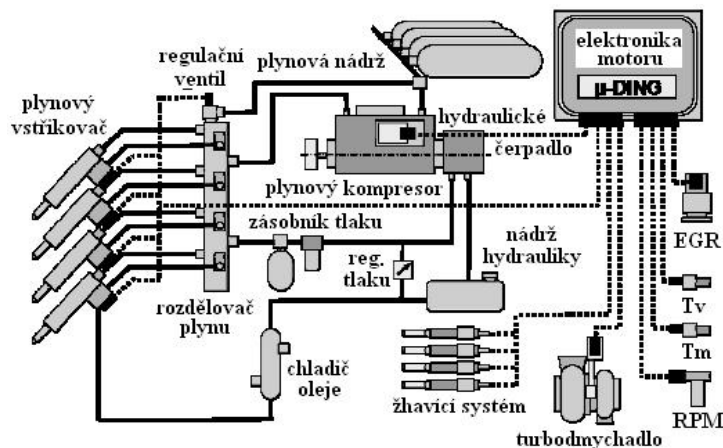 regulační
ventil
plynová nádrž
elektronika
motoru
µ-DING
plynový
vstřikovač
hydraulické
čerpadlo
plynový kompresor
EGR
zásobník tlaku
nádrž
hydrauliky
reg.
tlaku
rozdělovač
plynu
Tv
Tm
chladič
oleje
žhavící systém
RPM
turbodmychadlo